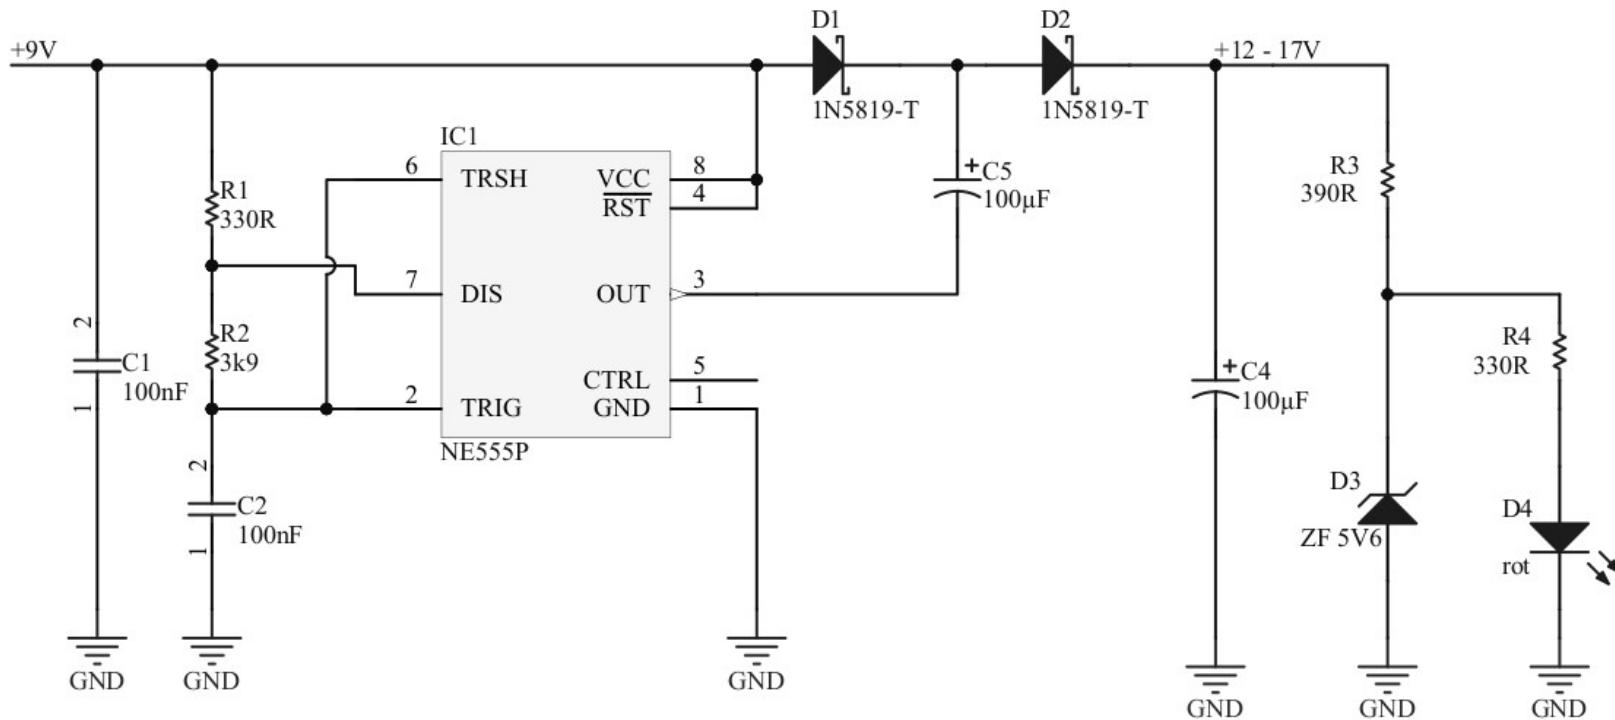 +9V
D1
D2
+12 - 17V
1N5819-T
1N5819-T
IC1
6
TRSH
VCC
8
RST
4
+
C5
100µF
R3
390R
R1
330R
7
DIS
OUT
3
2
C1
100nF
1
R2
3k9
R4
330R
CTRL
5
+
C4
100µF
2
TRIG
GND
1
NE555P
2
C2
100nF
1
D3
ZF 5V6
D4
rot
GND
GND
GND
GND
GND
GND